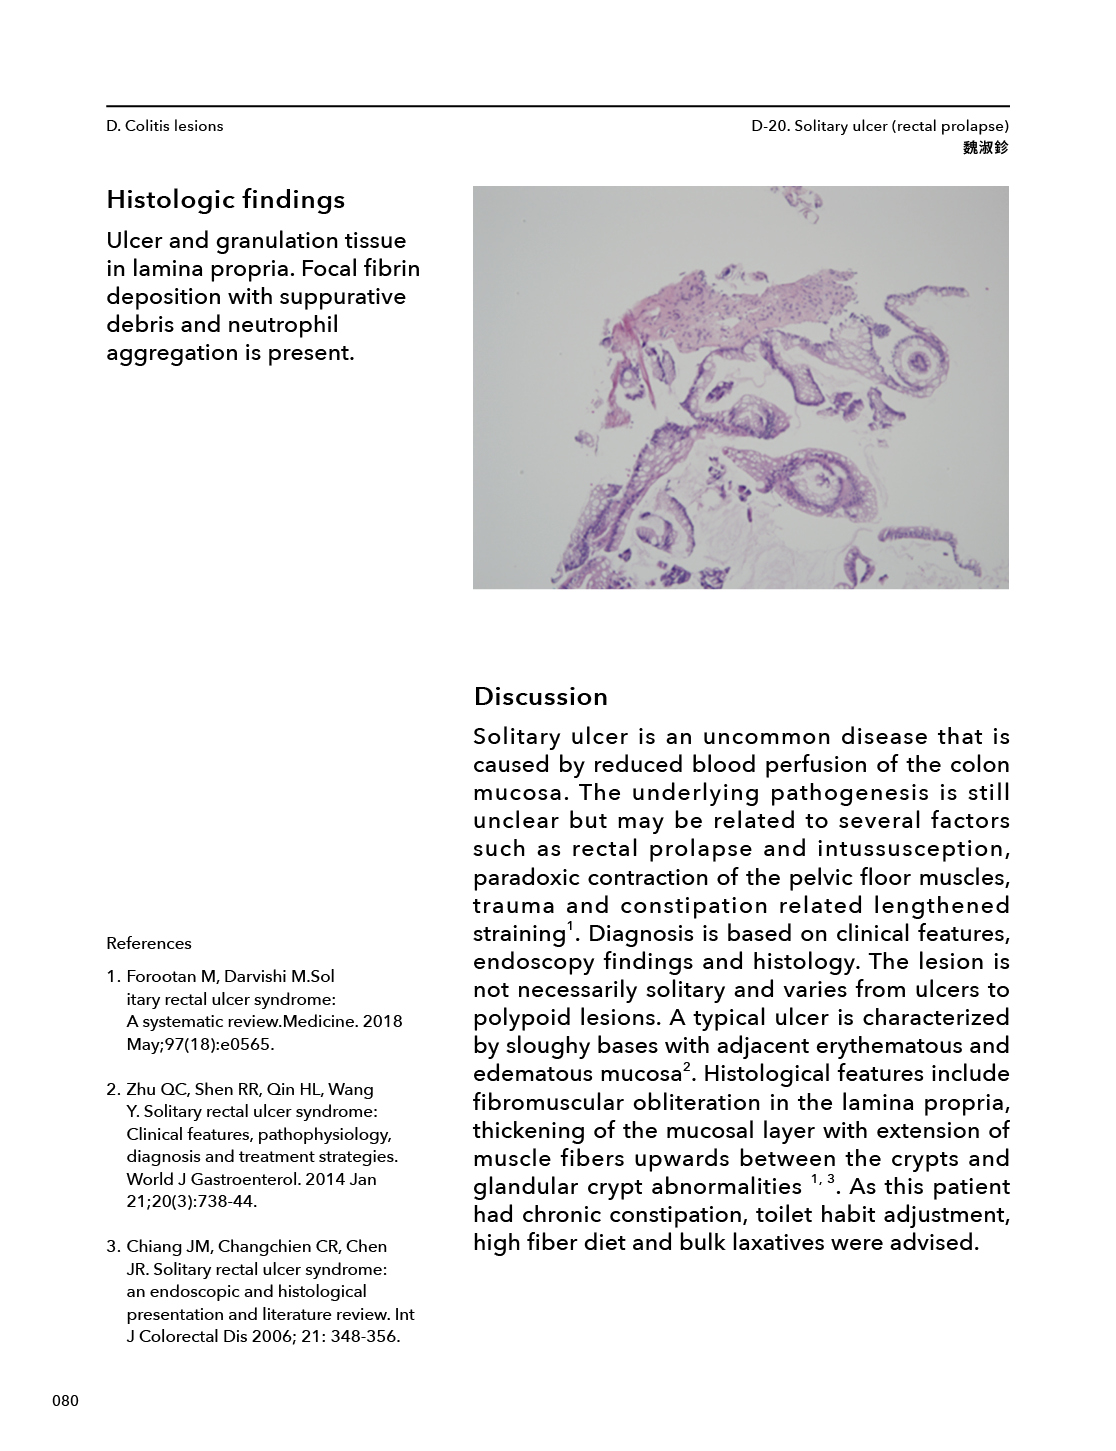 D. Colitis lesions
D-20. Solitary ulcer (rectal prolapse)
魏淑鉁
Histologic findings
Ulcer and granulation tissue
in lamina propria. Focal fibrin
deposition with suppurative
debris and neutrophil
aggregation is present.
Discussion
Solitary ulcer is an uncommon disease that is
caused by reduced blood perfusion of the colon
mucosa. The underlying pathogenesis is still
unclear but may be related to several factors
such as rectal prolapse and intussusception,
paradoxic contraction of the pelvic floor muscles,
trauma and constipation related lengthened
straining1. Diagnosis is based on clinical features,
endoscopy findings and histology. The lesion is
not necessarily solitary and varies from ulcers to
polypoid lesions. A typical ulcer is characterized
by sloughy bases with adjacent erythematous and
edematous mucosa2. Histological features include
fibromuscular obliteration in the lamina propria,
thickening of the mucosal layer with extension of
muscle fibers upwards between the crypts and
glandular crypt abnormalities 1, 3. As this patient
had chronic constipation, toilet habit adjustment,
high fiber diet and bulk laxatives were advised.
References
1. Forootan M, Darvishi M.Sol
itary rectal ulcer syndrome:
A systematic review.Medicine. 2018
May;97(18):e0565.
2. Zhu QC, Shen RR, Qin HL, Wang
Y. Solitary rectal ulcer syndrome:
Clinical features, pathophysiology,
diagnosis and treatment strategies.
World J Gastroenterol. 2014 Jan
21;20(3):738-44.
3. Chiang JM, Changchien CR, Chen
JR. Solitary rectal ulcer syndrome:
an endoscopic and histological
presentation and literature review. Int
J Colorectal Dis 2006; 21: 348-356.
080